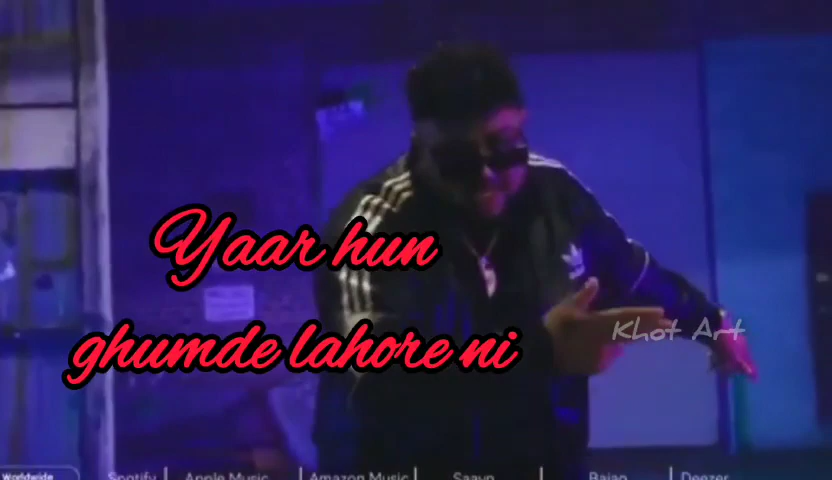 Yaar hun
ghumde lahore ni
Khot Art
Worldwide Spotify Apple Music Amazon Music Saavn Bajao Deezer